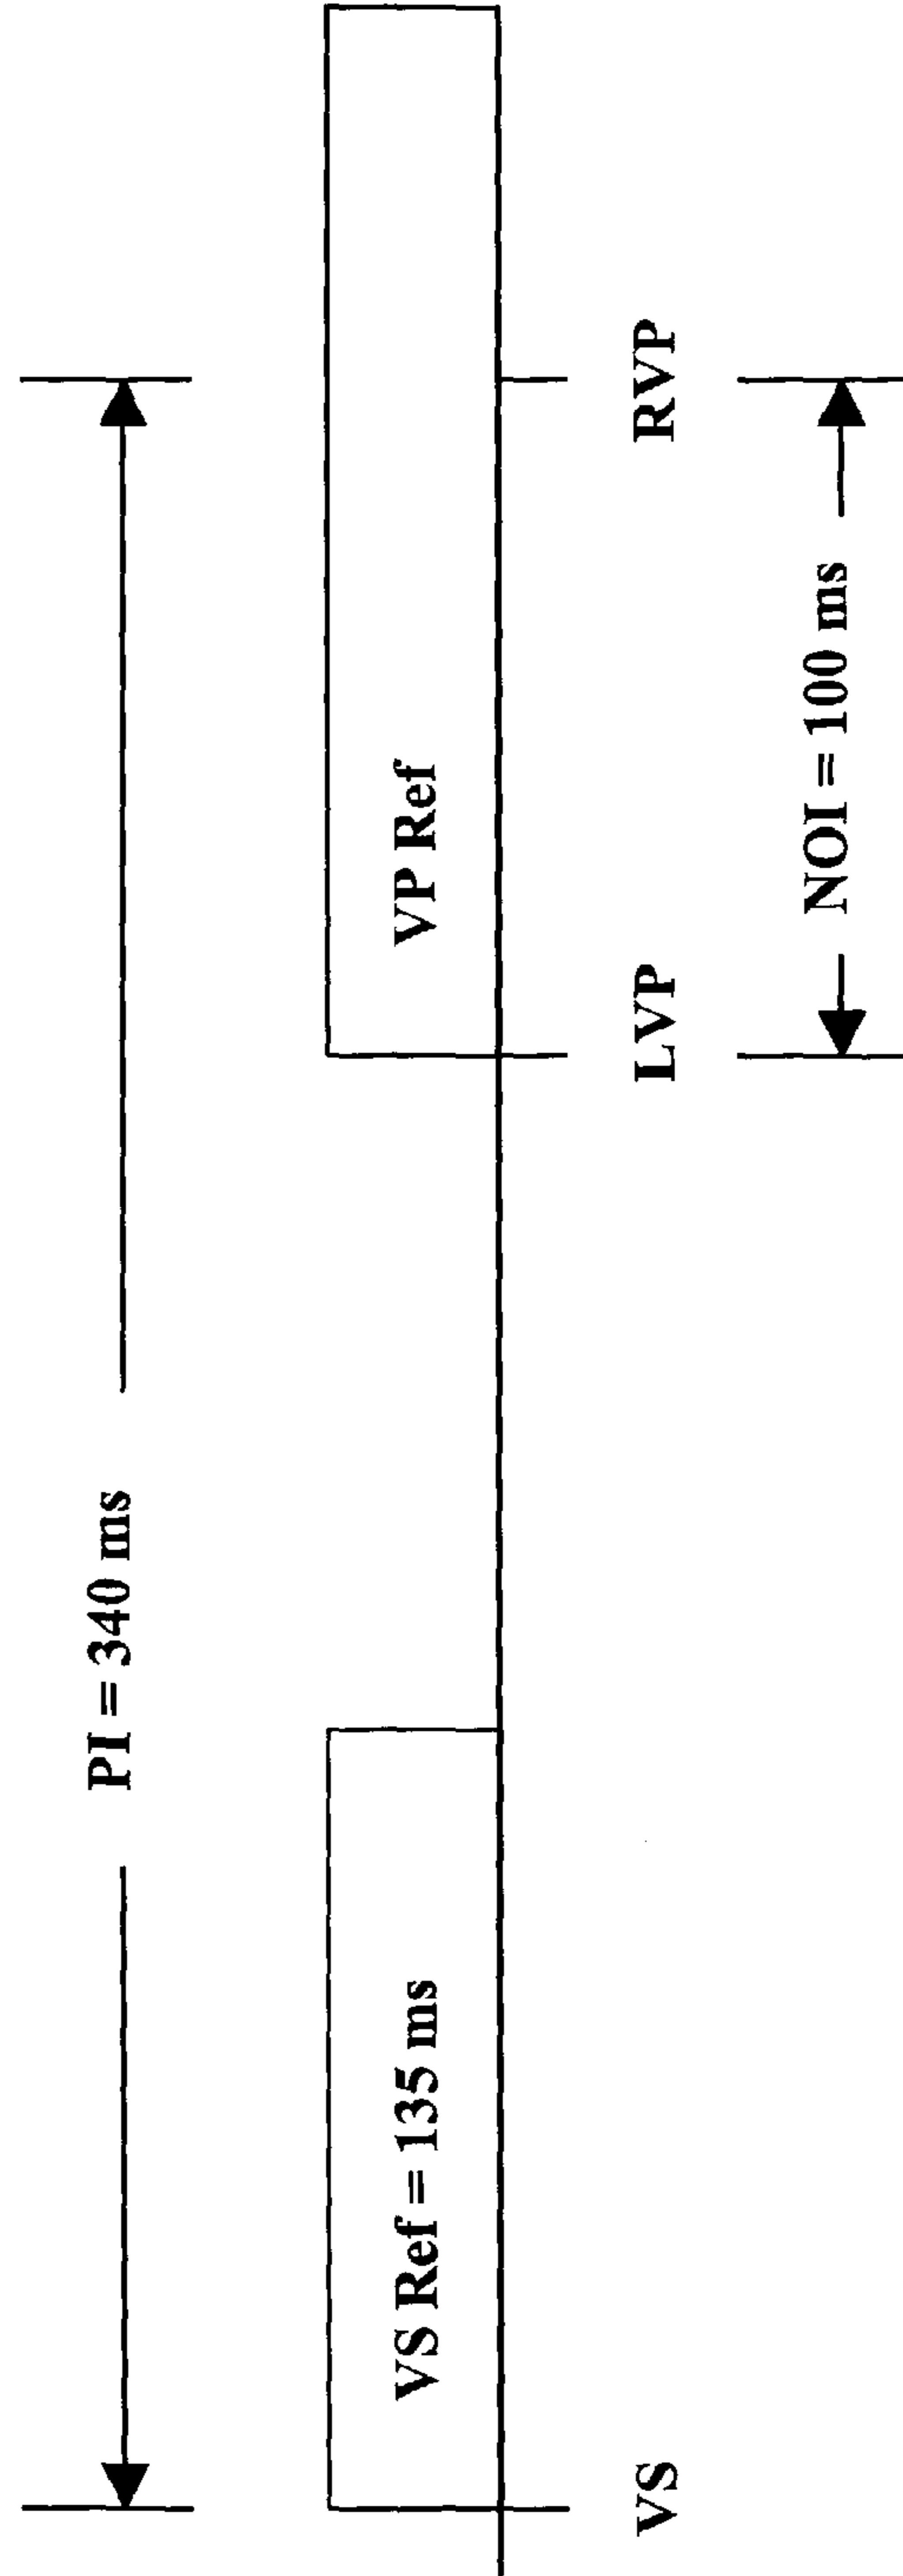 PI = 340 ms
VS Ref = 135 ms
VP Ref
VS
LVP
RVP
NOI = 100 ms